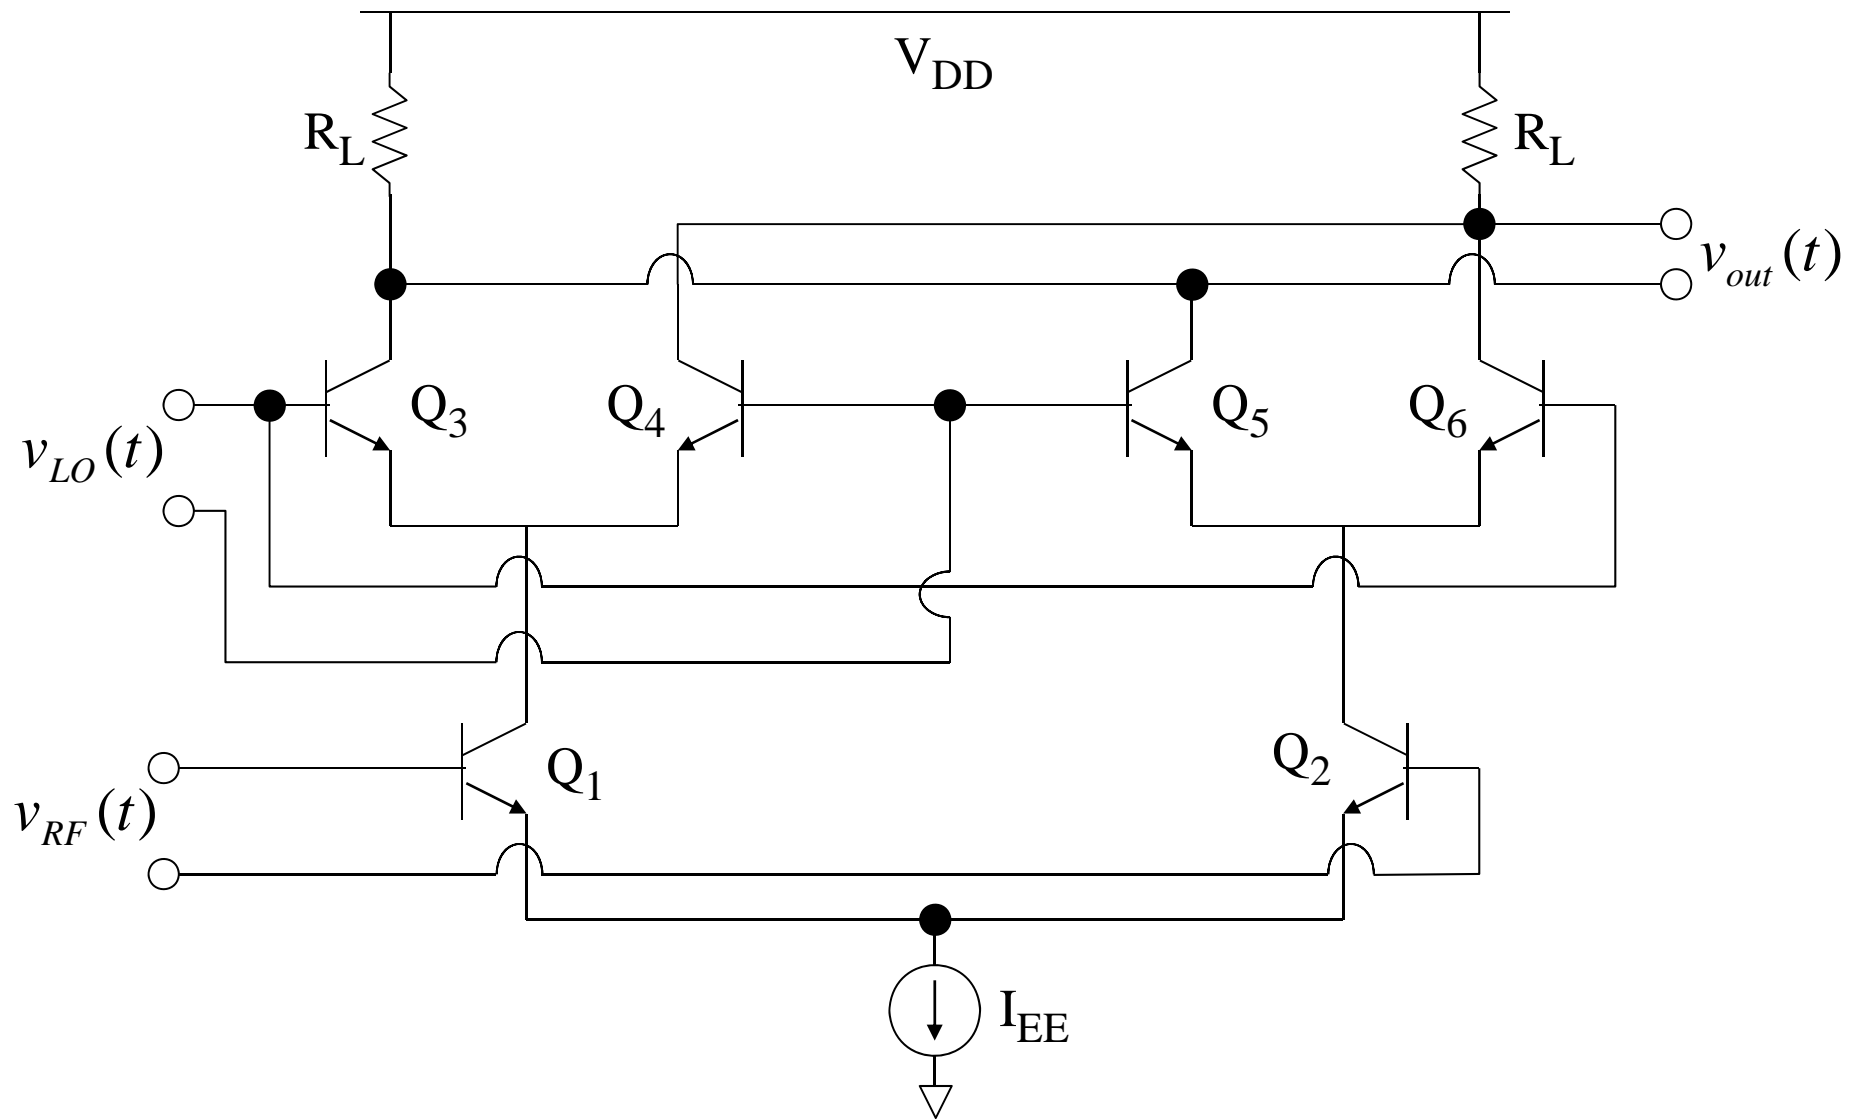 V_DD
R_L
R_L
v_out(t)
Q_3
Q_4
Q_5
Q_6
v_LO(t)
Q_1
Q_2
v_RF(t)
I_EE